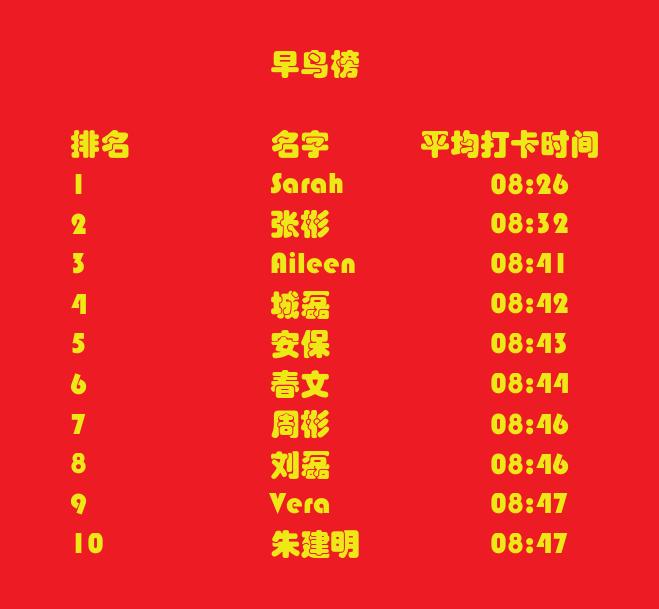 早鸟榜
排名 名字 平均打卡时间
1 Sarah 08:26
2 张彬 08:32
3 Aileen 08:41
4 城磊 08:42
5 安保 08:43
6 春文 08:44
7 周彬 08:46
8 刘磊 08:46
9 Vera 08:47
10 朱建明 08:47